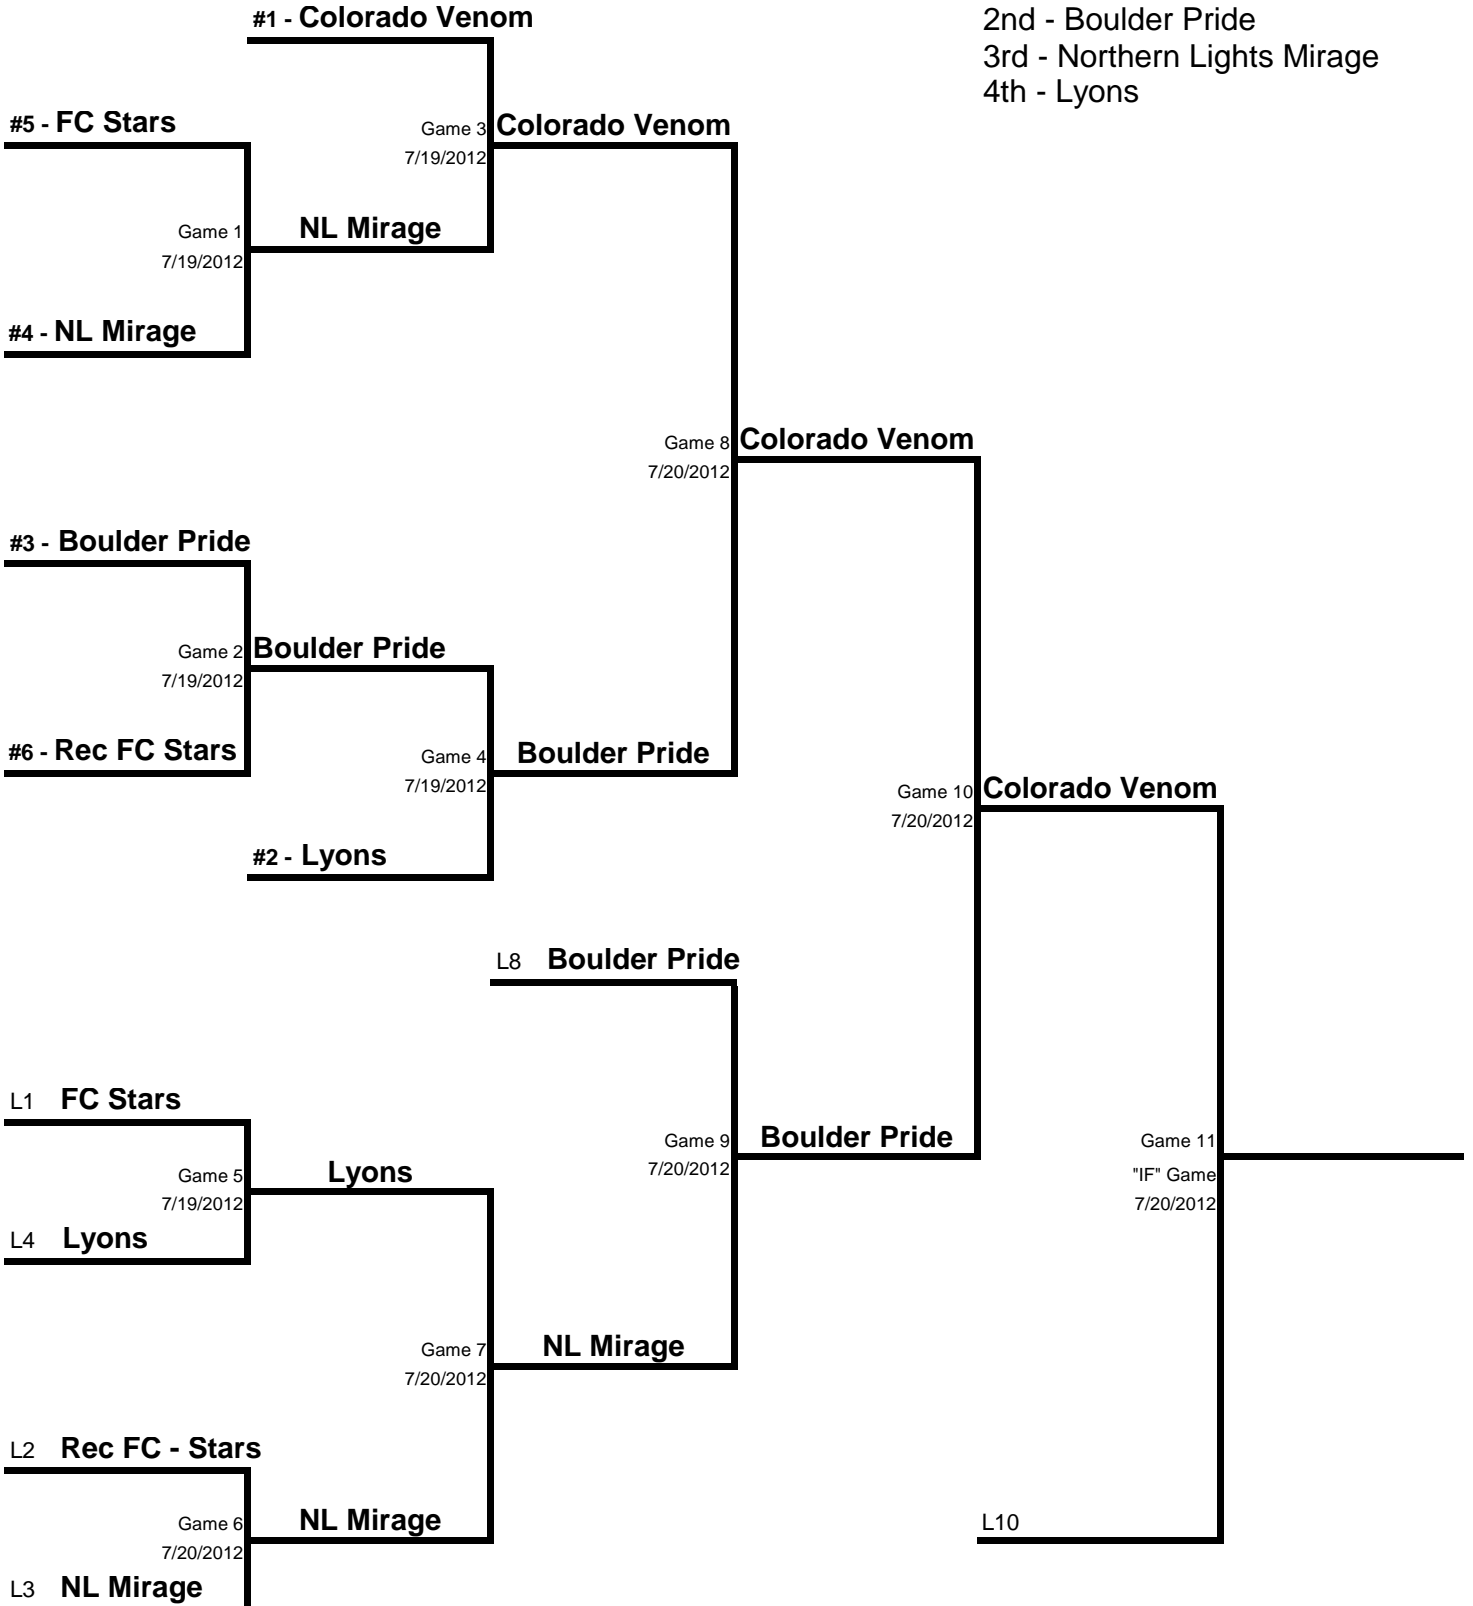 #1 - Colorado Venom
2nd - Boulder Pride
3rd - Northern Lights Mirage
4th - Lyons
#5 - FC Stars
Game 3
7/19/2012
Colorado Venom
Game 1
7/19/2012
NL Mirage
#4 - NL Mirage
Game 8
7/20/2012
Colorado Venom
#3 - Boulder Pride
Game 2
7/19/2012
Boulder Pride
#6 - Rec FC Stars
Game 4
7/19/2012
Boulder Pride
Game 10
7/20/2012
Colorado Venom
#2 - Lyons
L8 Boulder Pride
L1 FC Stars
Game 9
7/20/2012
Boulder Pride
Game 11
"IF" Game
7/20/2012
Game 5
7/19/2012
Lyons
L4 Lyons
Game 7
7/20/2012
NL Mirage
L2 Rec FC - Stars
Game 6
7/20/2012
NL Mirage
L10
L3 NL Mirage